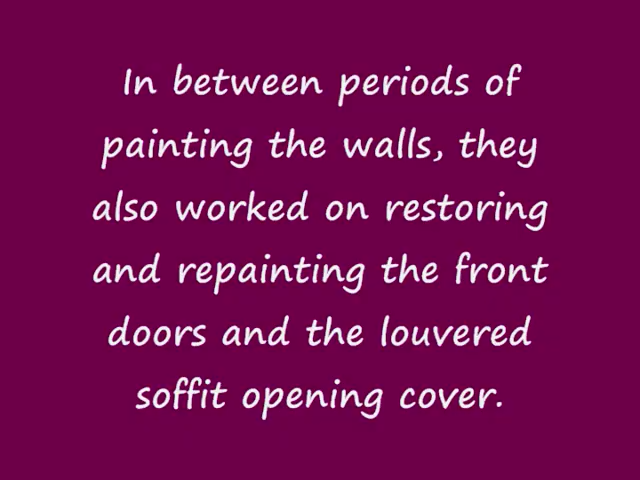 In between periods of
painting the walls, they
also worked on restoring
and repainting the front
doors and the louvered
soffit opening cover.